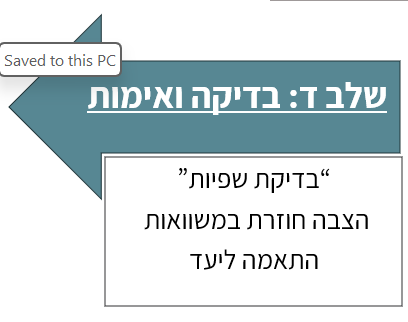 Saved to this PC
שלב ד: בדיקה ואימות
“בדיקת שפיות”
הצבה חוזרת במשוואות
התאמה ליעד